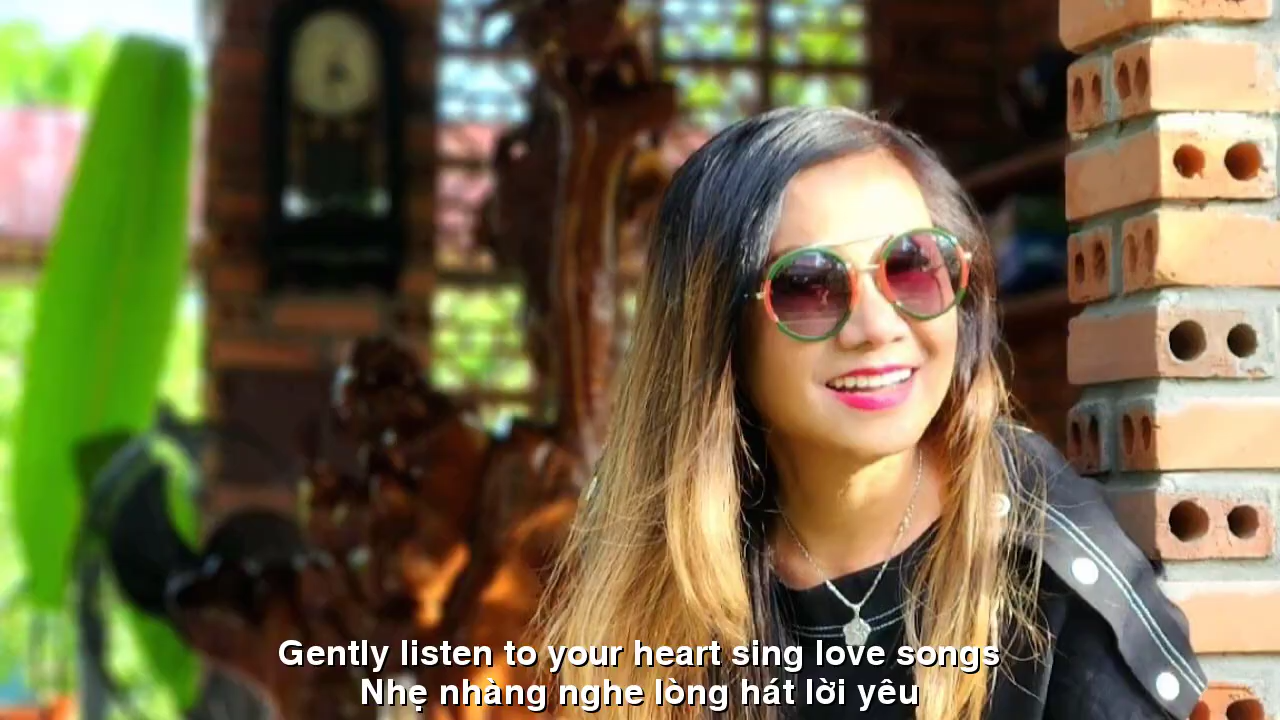 Gently listen to your heart sing love songs
Nhẹ nhàng nghe lòng hát lời yêu